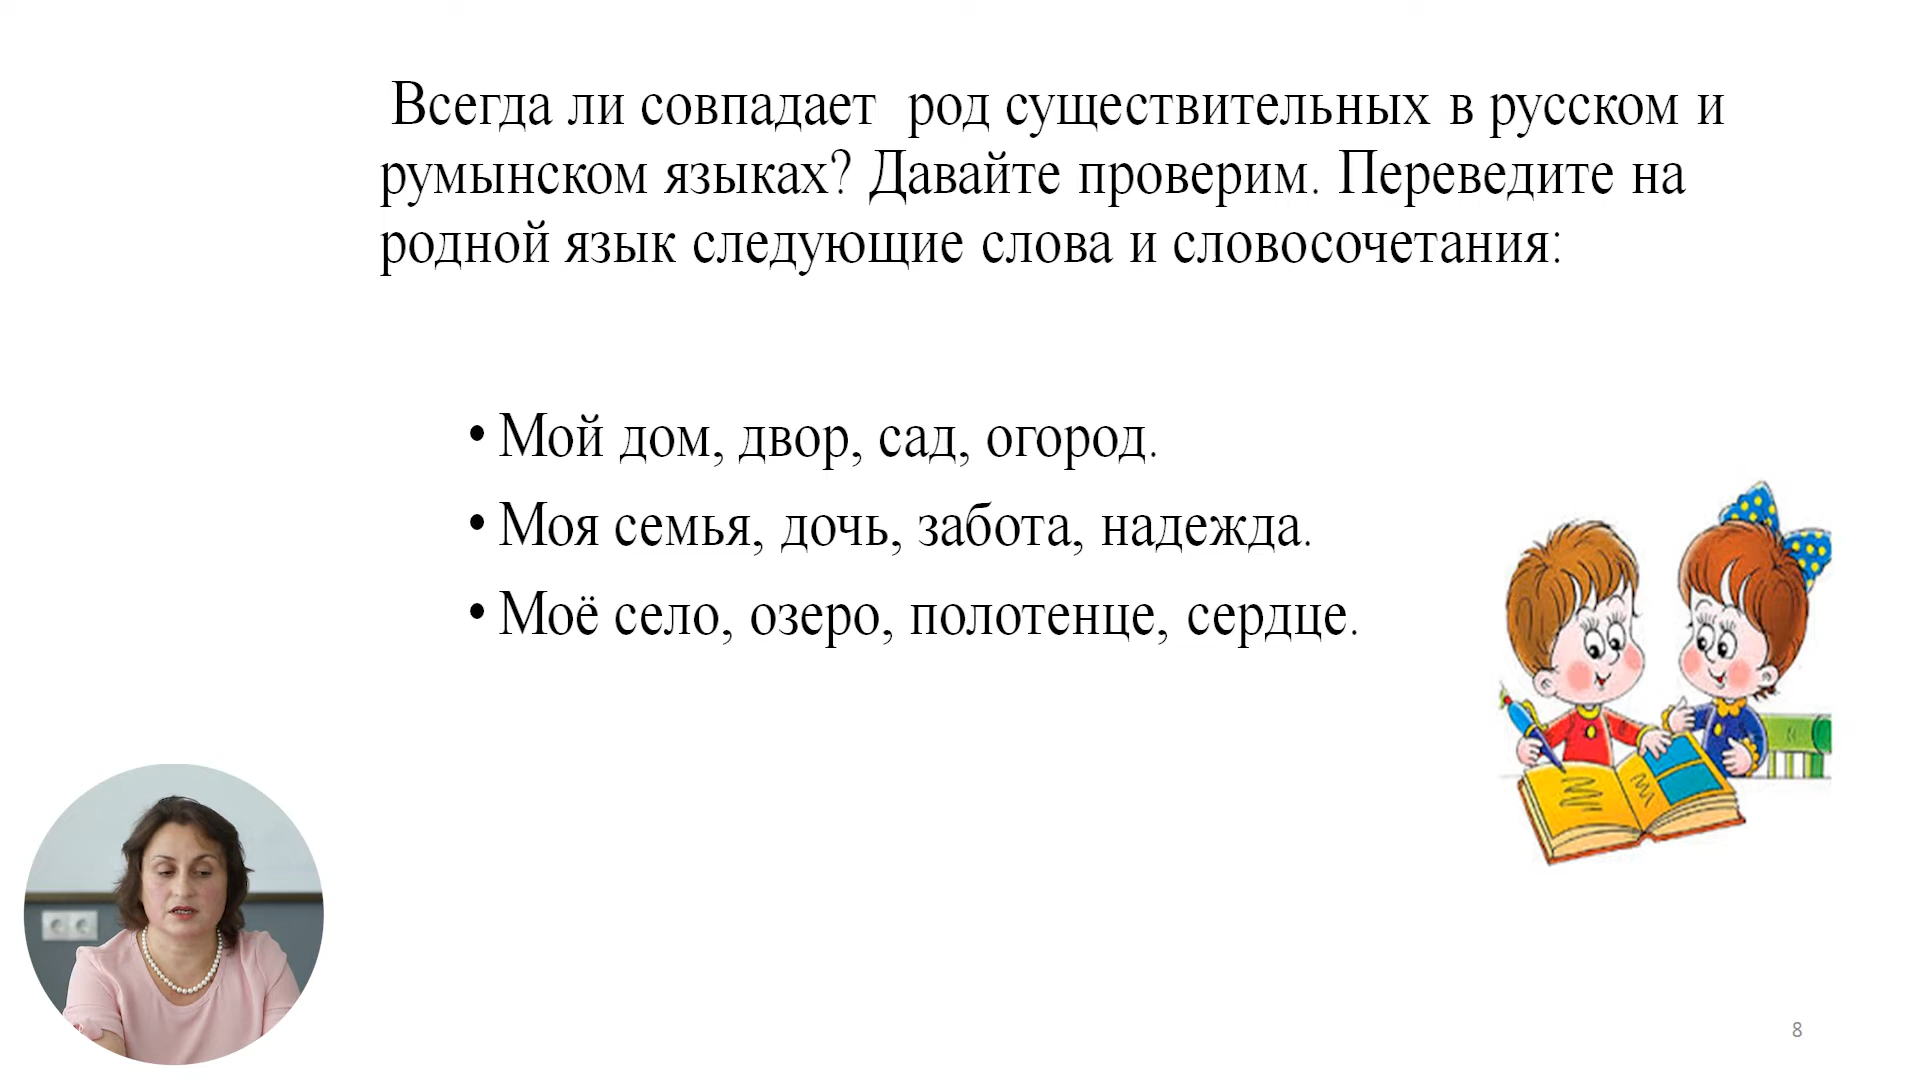 Всегда ли совпадает  род существительных в русском и
румынском языках? Давайте проверим. Переведите на
родной язык следующие слова и словосочетания:
• Мой дом, двор, сад, огород.
• Моя семья, дочь, забота, надежда.
• Моё село, озеро, полотенце, сердце.
8